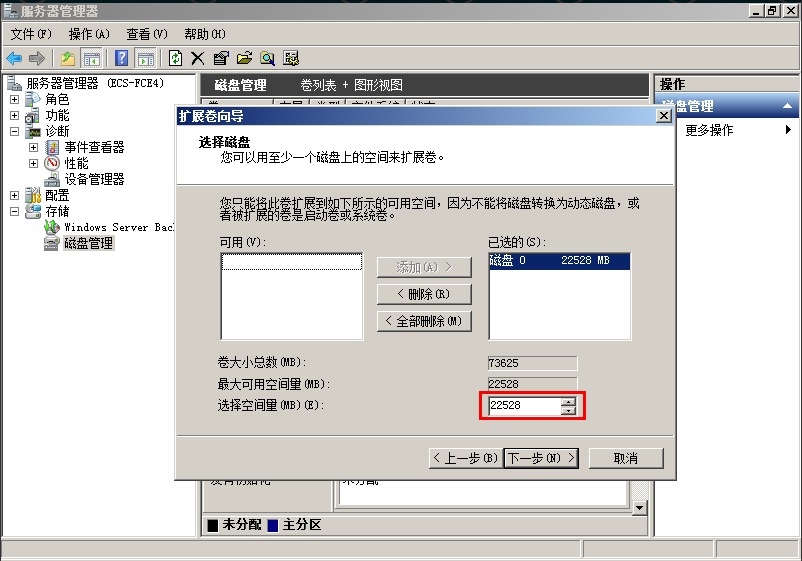 服务器管理器
文件(F) 操作(A) 查看(V) 帮助(H)
服务器管理器 (ECS-FCE4)
角色
功能
诊断
事件查看器
性能
设备管理器
配置
存储
Windows Server Bac
磁盘管理
磁盘管理 卷列表 + 图形视图
操作
磁盘管理
更多操作
扩展卷向导
选择磁盘
您可以用至少一个磁盘上的空间来扩展卷。
您只能将此卷扩展到如下所示的可用空间，因为不能将磁盘转换为动态磁盘，或
者被扩展的卷是启动卷或系统卷。
可用(V):
已选的(S):
添加(A) >
磁盘 0 22528 MB
< 删除(R)
< 全部删除(M)
卷大小总数(MB): 73625
最大可用空间量(MB): 22528
选择空间量(MB)(E): 22528
< 上一步(B) 下一步(N) > 取消
未分配 主分区